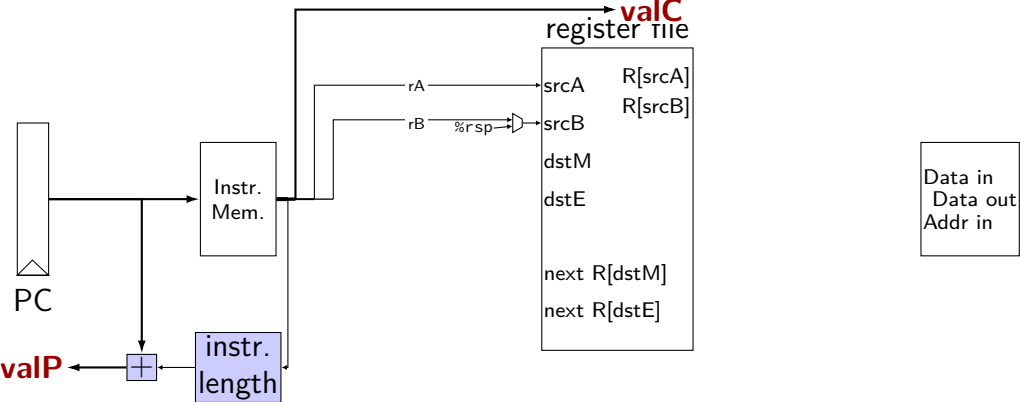 valC
register file
rA
srcA
R[srcA]
R[srcB]
rB
%rsp
srcB
dstM
dstE
next R[dstM]
next R[dstE]
Instr.
Mem.
PC
Data in
Data out
Addr in
instr.
length
+
valP